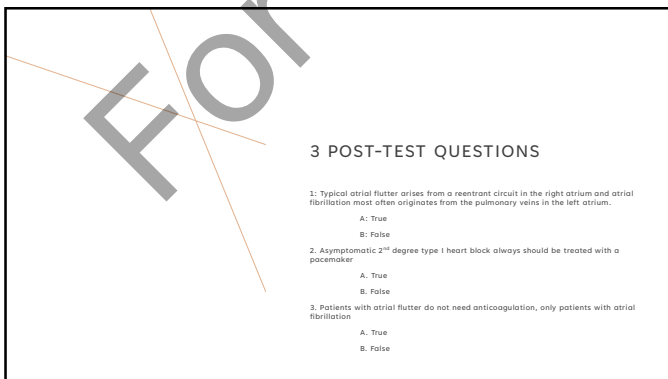 For
3 POST-TEST QUESTIONS
1: Typical atrial flutter arises from a reentrant circuit in the right atrium and atrial
fibrillation most often originates from the pulmonary veins in the left atrium.
A: True
B: False
2. Asymptomatic 2nd degree type I heart block always should be treated with a
pacemaker
A. True
B. False
3. Patients with atrial flutter do not need anticoagulation, only patients with atrial
fibrillation
A. True
B. False